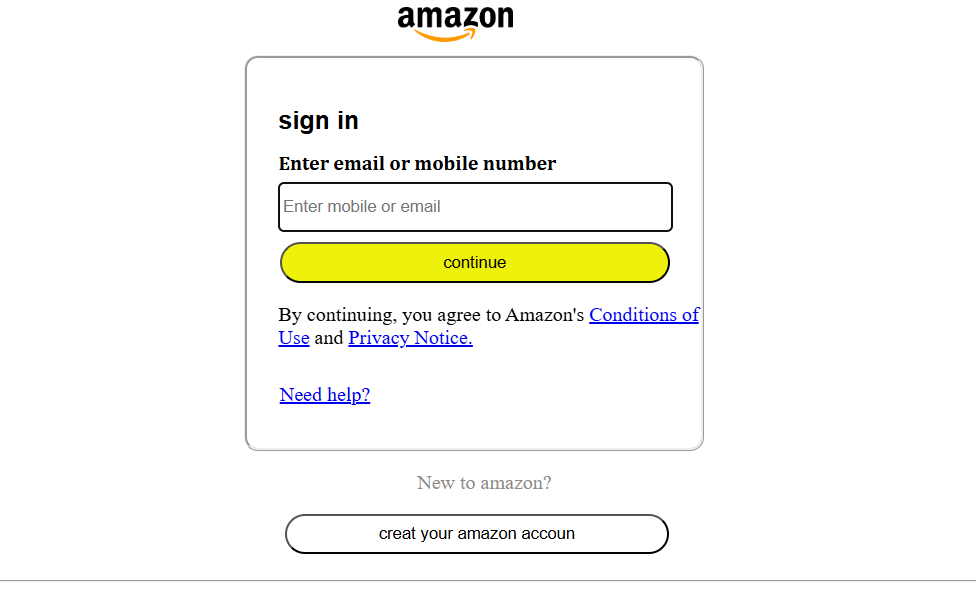 amazon
sign in
Enter email or mobile number
Enter mobile or email
continue
By continuing, you agree to Amazon's Conditions of
Use and Privacy Notice.
Need help?
New to amazon?
creat your amazon accoun